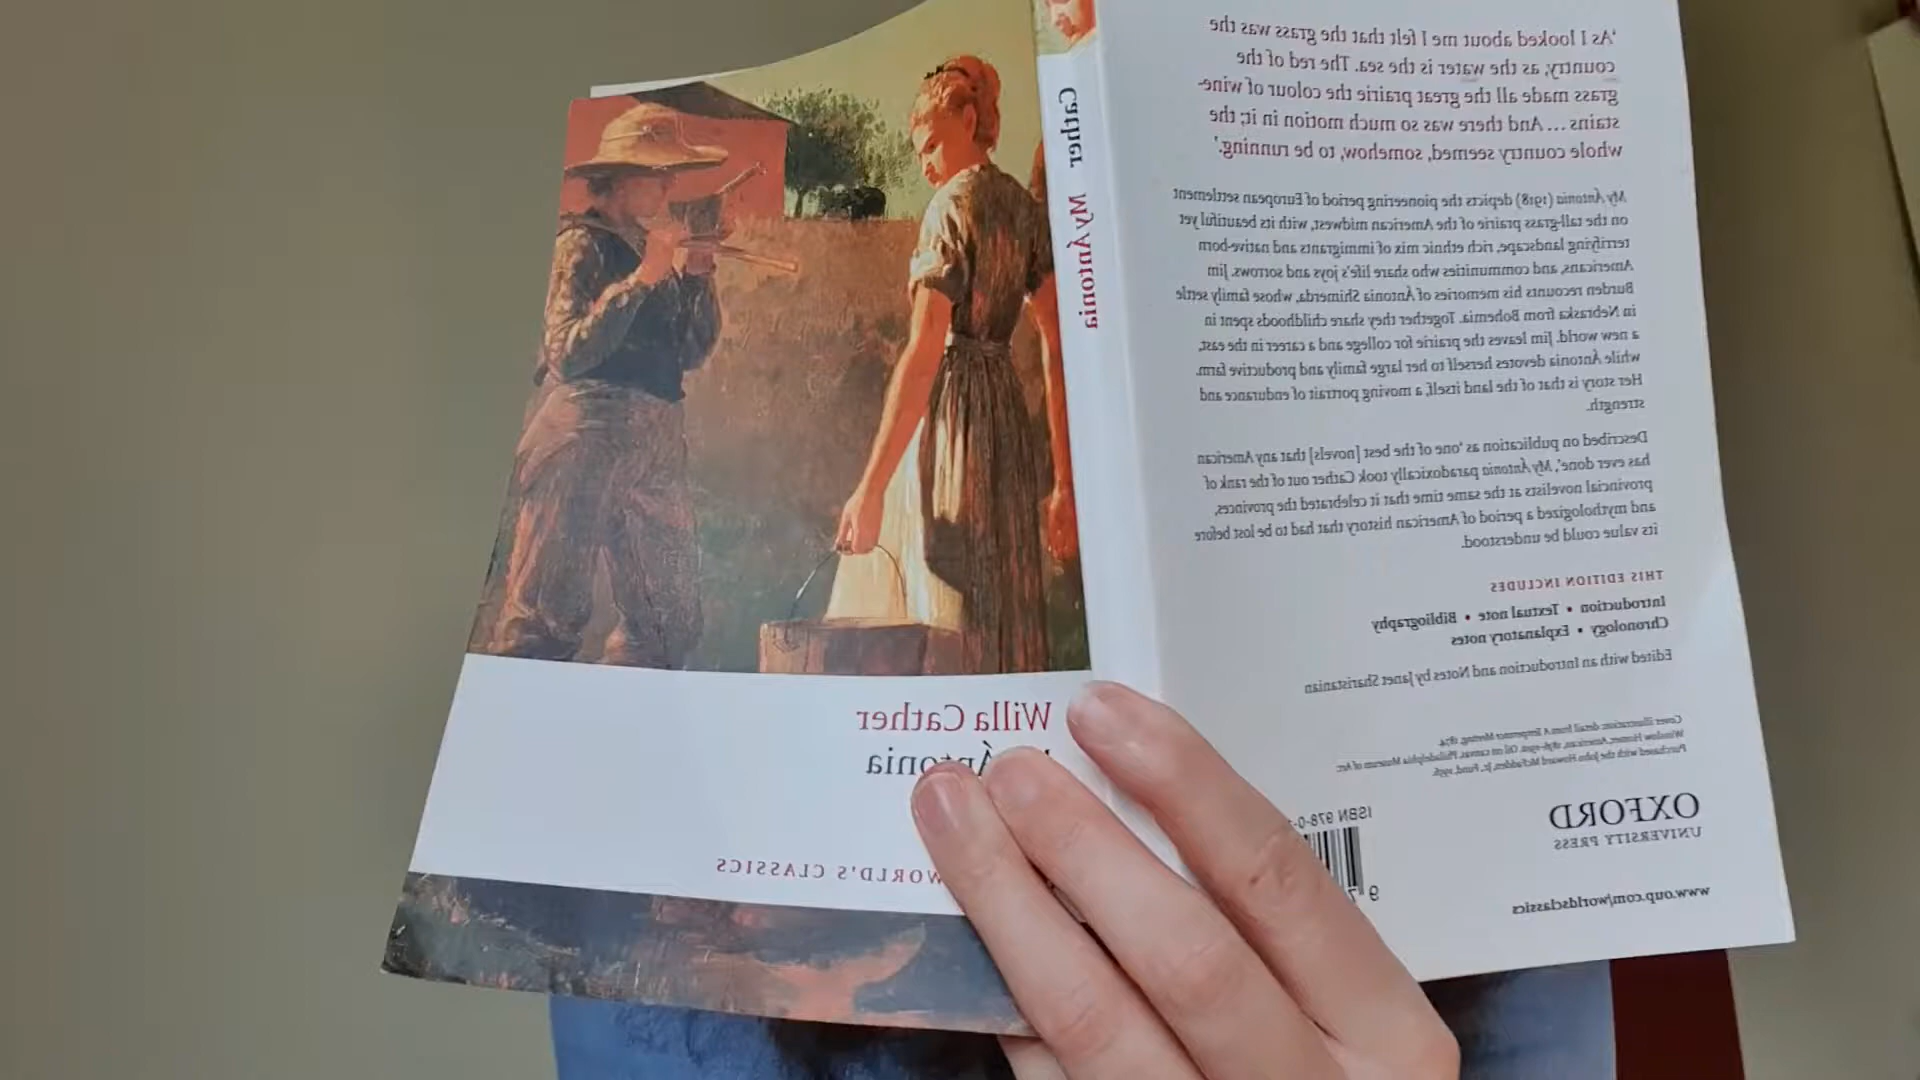 Willa Cather
Antonia
WORLD'S CLASSICS
Cather My Ántonia
‘As I looked about me I felt that the grass was the
country, as the water is the sea. The red of the
grass made all the great prairie the colour of wine-
stains … And there was so much motion in it; the
whole country seemed, somehow, to be running.’
My Ántonia (1918) depicts the pioneering period of European settlement
on the tall-grass prairie of the American midwest, with its beautiful yet
terrifying landscape, rich ethnic mix of immigrants and native-born
Americans, and communities who share life's joys and sorrows. Jim
Burden recounts his memories of Ántonia Shimerda, whose family settle
in Nebraska from Bohemia. Together they share childhoods spent in
a new world. Jim leaves the prairie for college and a career in the east,
while Ántonia devotes herself to her large family and productive farm.
Her story is that of the land itself, a moving portrait of endurance and
strength.
Described on publication as ‘one of the best [novels] that any American
has ever done’, My Ántonia paradoxically took Cather out of the rank of
provincial novelists at the same time that it celebrated the provinces,
and mythologized a period of American history that had to be lost before
its value could be understood.
THIS EDITION INCLUDES
Introduction • Textual note • Bibliography
Chronology • Explanatory notes
Edited with an Introduction and Notes by Janet Sharistanian
Cover illustration: detail from A Temperance Meeting, 1874,
Winslow Homer, American, 1836–1910. Oil on canvas, Philadelphia Museum of Art:
Purchased with the John Howard McFadden, Jr., Fund, 1956.
ISBN 978-0-
9 7
OXFORD
UNIVERSITY PRESS
www.oup.com/worldsclassics